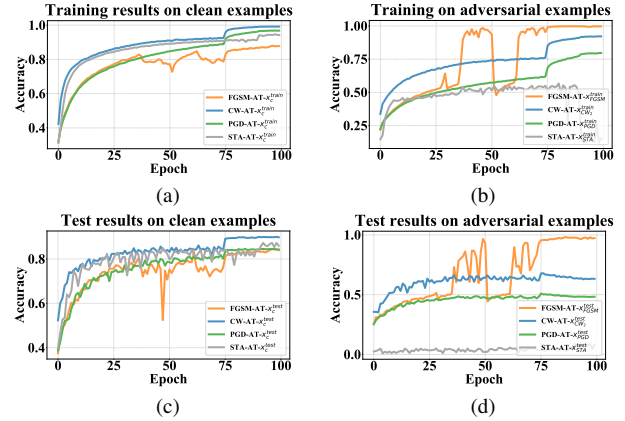 Training results on clean examples
Accuracy
1.0
0.8
0.6
0.4
FGSM-AT-x_c^train
CW-AT-x_c^train
PGD-AT-x_c^train
STA-AT-x_c^train
0 25 50 75 100
Epoch
(a)
Training on adversarial examples
Accuracy
1.00
0.75
0.50
0.25
FGSM-AT-x_FGSM^train
CW-AT-x_CW₂^train
PGD-AT-x_PGD^train
STA-AT-x_STA^train
0 25 50 75 100
Epoch
(b)
Test results on clean examples
Accuracy
0.8
0.6
0.4
FGSM-AT-x_c^test
CW-AT-x_c^test
PGD-AT-x_c^test
STA-AT-x_c^test
0 25 50 75 100
Epoch
(c)
Test results on adversarial examples
Accuracy
1.0
0.5
0.0
FGSM-AT-x_FGSM^test
CW-AT-x_CW₂^test
PGD-AT-x_PGD^test
STA-AT-x_STA^test
0 25 50 75 100
Epoch
(d)